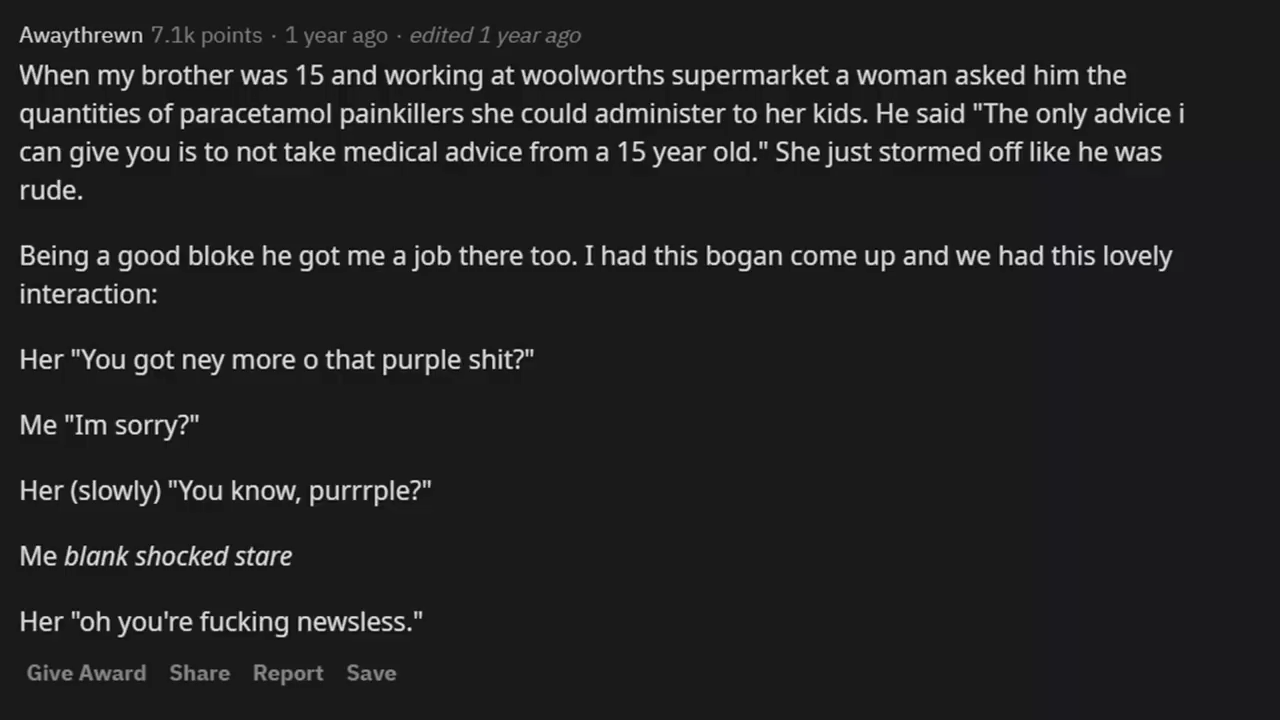 Awaythrewn 7.1k points · 1 year ago · edited 1 year ago
When my brother was 15 and working at woolworths supermarket a woman asked him the
quantities of paracetamol painkillers she could administer to her kids. He said "The only advice i
can give you is to not take medical advice from a 15 year old." She just stormed off like he was
rude.
Being a good bloke he got me a job there too. I had this bogan come up and we had this lovely
interaction:
Her "You got ney more o that purple shit?"
Me "Im sorry?"
Her (slowly) "You know, purrrple?"
Me blank shocked stare
Her "oh you're fucking newsless."
Give Award Share Report Save